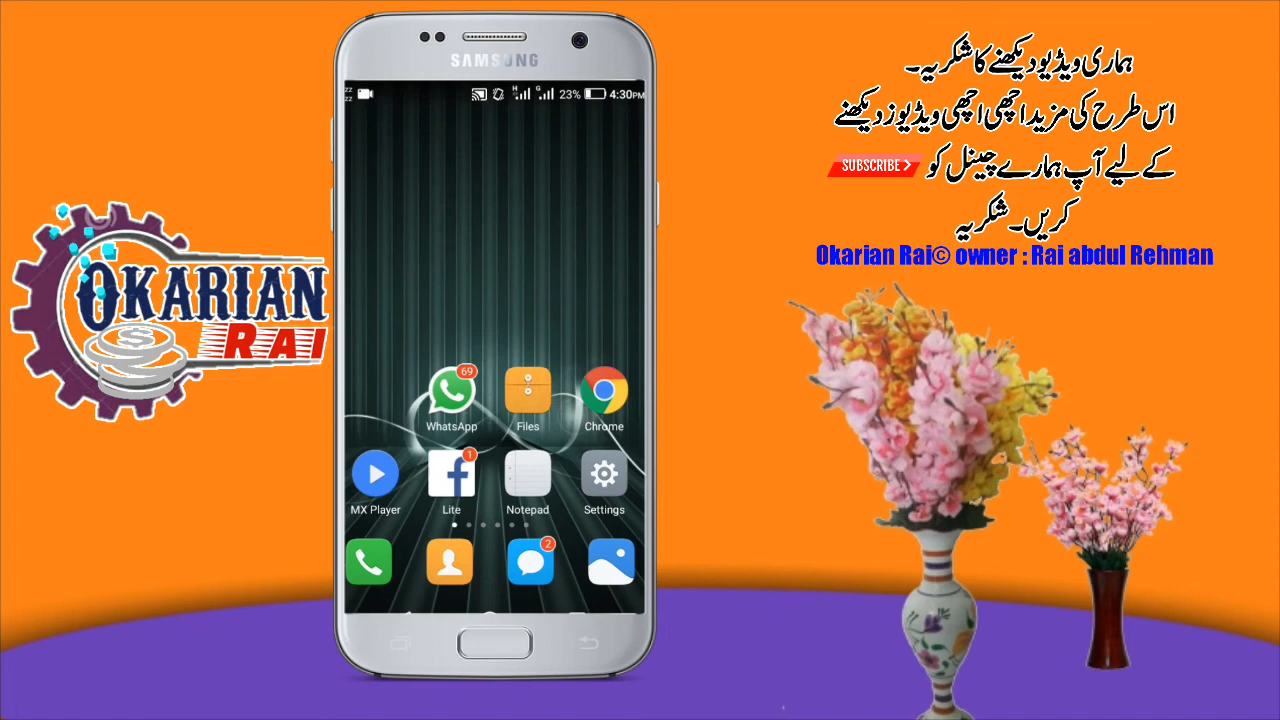 OKARIAN
RAI
SAMSUNG
zz
zz
H
G
23%
4:30PM
69
WhatsApp
Files
Chrome
1
MX Player
Lite
Notepad
Settings
2
ہماری ویڈیو دیکھنے کا شکریہ۔
اس طرح کی مزید اچھی اچھی ویڈیوز دیکھنے
کے لیے آپ ہمارے چینل کو SUBSCRIBE
کریں۔ شکریہ
Okarian Rai© owner : Rai abdul Rehman